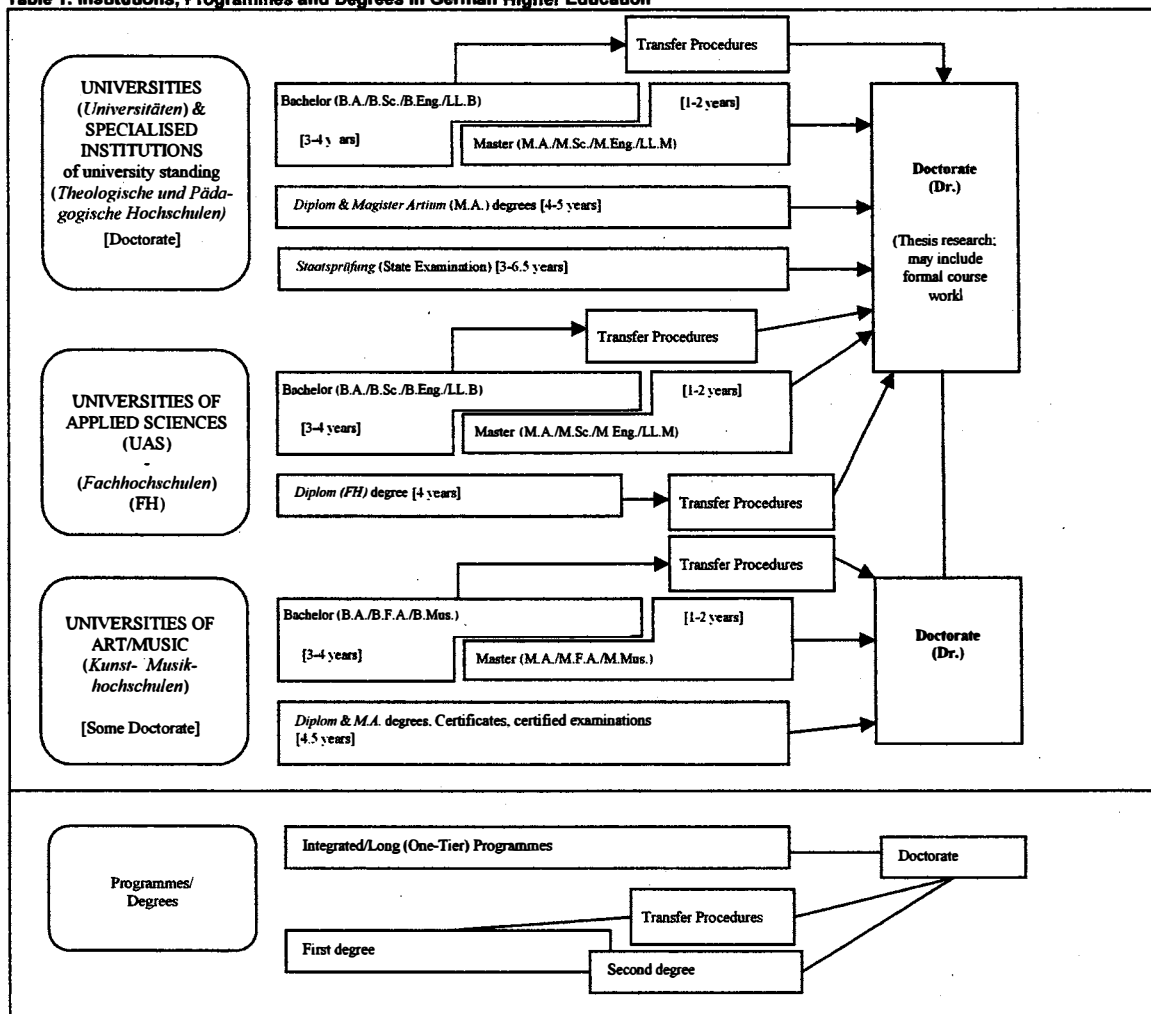 Table 1: Institutions, Programmes and Degrees in German Higher Education
UNIVERSITIES
(Universitäten) &
SPECIALISED
INSTITUTIONS
of university standing
(Theologische und Päda-
gogische Hochschulen)
[Doctorate]
Transfer Procedures
Bachelor (B.A./B.Sc./B.Eng./LL.B)
[3-4 y ars]
[1-2 years]
Master (M.A./M.Sc./M.Eng./LL.M)
Diplom & Magister Artium (M.A.) degrees [4-5 years]
Staatsprüfung (State Examination) [3-6.5 years]
Doctorate
(Dr.)
(Thesis research;
may include
formal course
work)
UNIVERSITIES OF
APPLIED SCIENCES
(UAS)
-
(Fachhochschulen)
(FH)
Transfer Procedures
Bachelor (B.A./B.Sc./B.Eng./LL.B)
[3-4 years]
[1-2 years]
Master (M.A./M.Sc./M Eng./LL.M)
Diplom (FH) degree [4 years]
Transfer Procedures
UNIVERSITIES OF
ART/MUSIC
(Kunst- Musik-
hochschulen)
[Some Doctorate]
Transfer Procedures
Bachelor (B.A./B.F.A./B.Mus.)
[3-4 years]
[1-2 years]
Master (M.A./M.F.A./M.Mus.)
Diplom & M.A. degrees. Certificates, certified examinations
[4.5 years]
Doctorate
(Dr.)
Programmes/
Degrees
Integrated/Long (One-Tier) Programmes
Doctorate
Transfer Procedures
First degree
Second degree